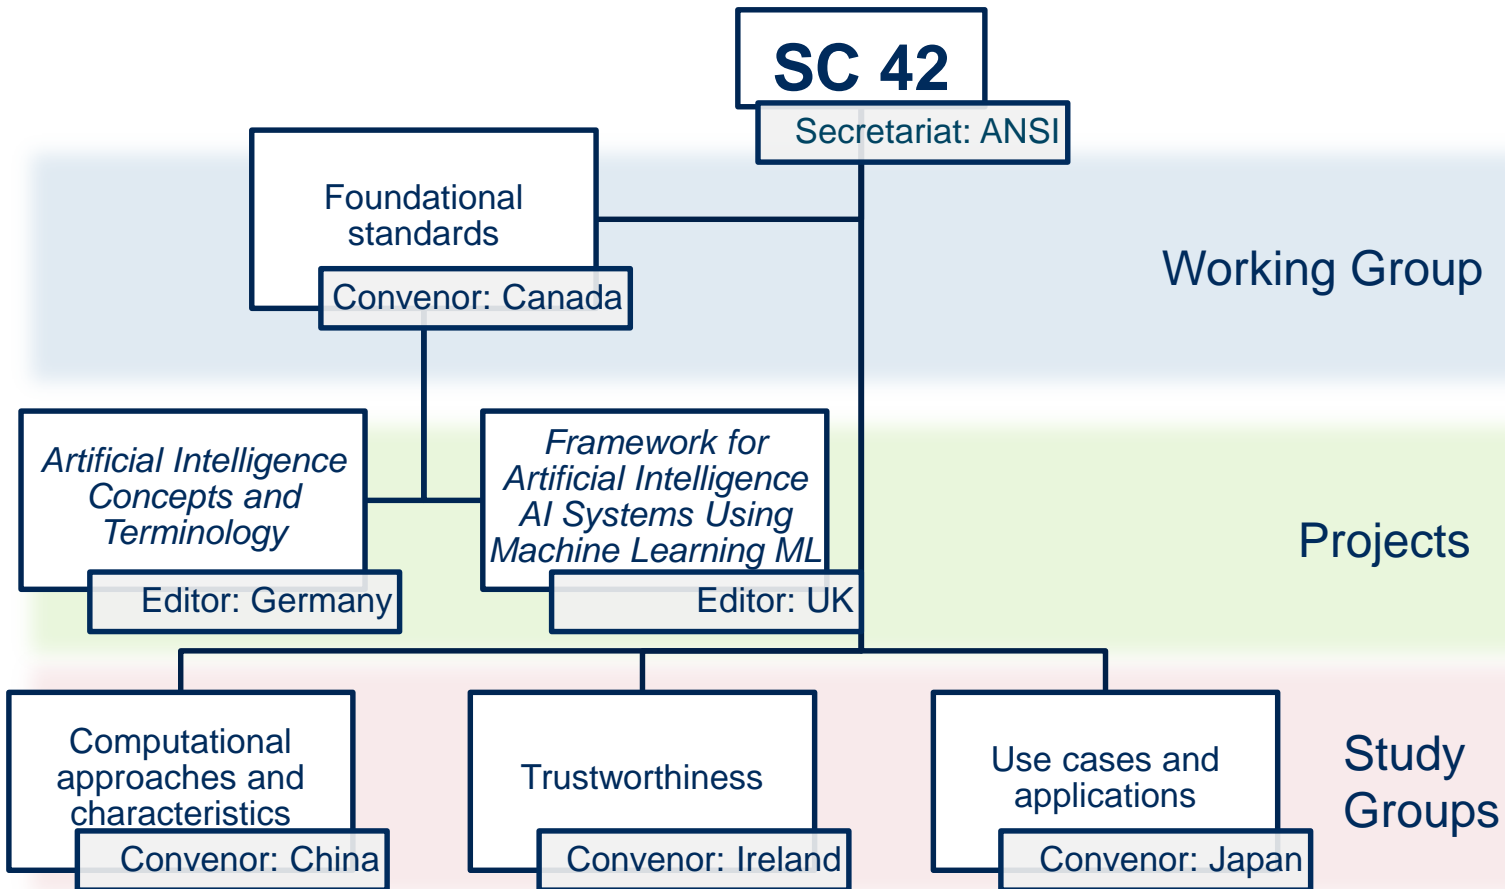 SC 42
Secretariat: ANSI
Foundational
standards
Convenor: Canada
Working Group
Artificial Intelligence
Concepts and
Terminology
Editor: Germany
Framework for
Artificial Intelligence
AI Systems Using
Machine Learning ML
Editor: UK
Projects
Computational
approaches and
characteristics
Convenor: China
Trustworthiness
Convenor: Ireland
Use cases and
applications
Convenor: Japan
Study
Groups